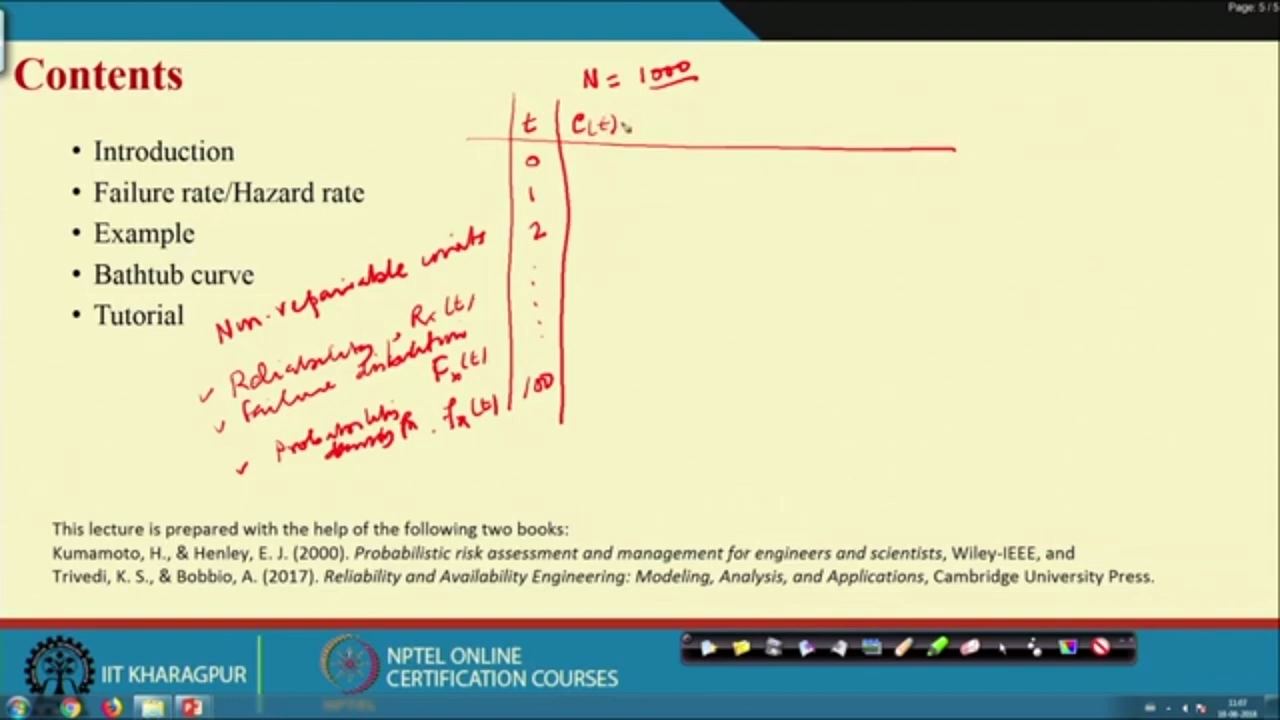 Page: 5 / 5
Contents
N = 1000
t
• Introduction
0
• Failure rate/Hazard rate
1
• Example
2
• Bathtub curve
• Tutorial
Non-repairable
Reliability, Rx(t)
Failure
Fx(t)
100
density fn. fx(t)
This lecture is prepared with the help of the following two books:
Kumamoto, H., & Henley, E. J. (2000). Probabilistic risk assessment and management for engineers and scientists, Wiley-IEEE, and
Trivedi, K. S., & Bobbio, A. (2017). Reliability and Availability Engineering: Modeling, Analysis, and Applications, Cambridge University Press.
IIT KHARAGPUR
NPTEL ONLINE
CERTIFICATION COURSES